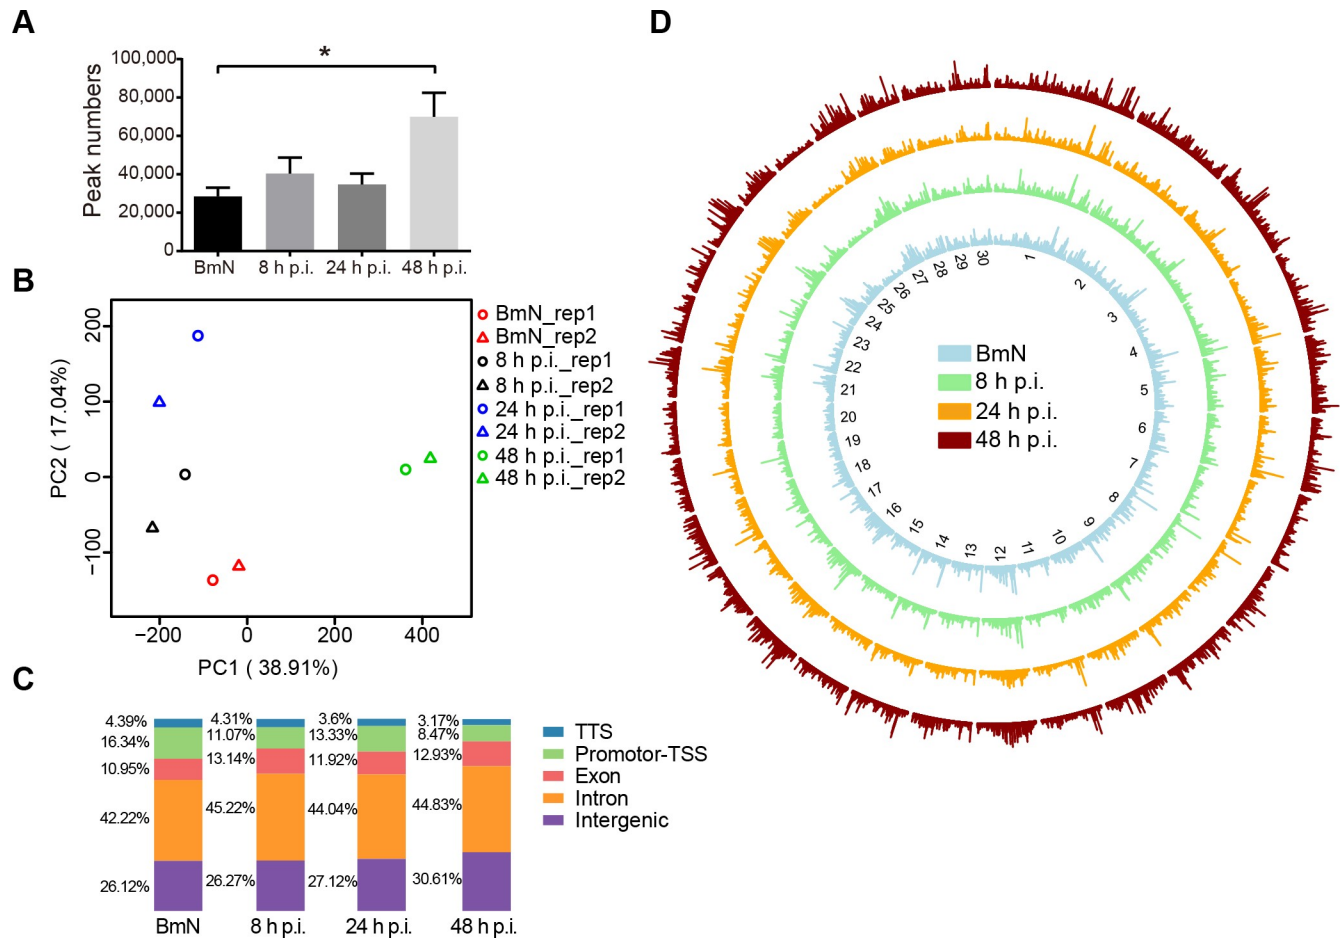 A
Peak numbers
100,000
80,000
60,000
40,000
20,000
0
*
BmN
8 h p.i.
24 h p.i.
48 h p.i.
B
PC2 ( 17.04%)
200
100
0
−100
−200
0
200
400
PC1 ( 38.91%)
BmN_rep1
BmN_rep2
8 h p.i._rep1
8 h p.i._rep2
24 h p.i._rep1
24 h p.i._rep2
48 h p.i._rep1
48 h p.i._rep2
C
4.39%
16.34%
10.95%
42.22%
26.12%
4.31%
11.07%
13.14%
45.22%
26.27%
3.6%
13.33%
11.92%
44.04%
27.12%
3.17%
8.47%
12.93%
44.83%
30.61%
BmN
8 h p.i.
24 h p.i.
48 h p.i.
TTS
Promotor-TSS
Exon
Intron
Intergenic
D
1
2
3
4
5
6
7
8
9
10
11
12
13
14
15
16
17
18
19
20
21
22
23
24
25
26
27
28
29
30
BmN
8 h p.i.
24 h p.i.
48 h p.i.